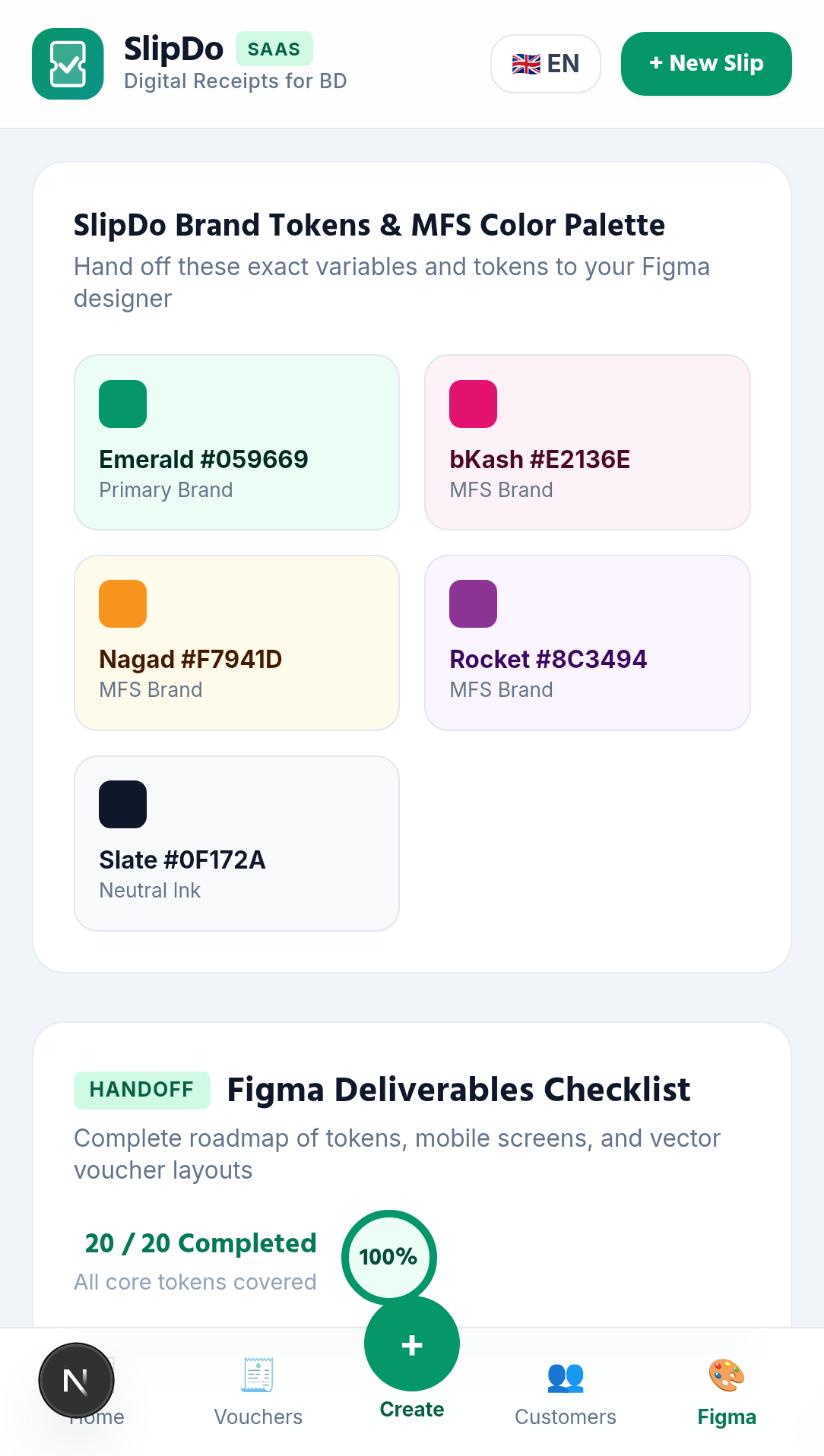 SlipDo SAAS
Digital Receipts for BD
EN
+ New Slip
SlipDo Brand Tokens & MFS Color Palette
Hand off these exact variables and tokens to your Figma
designer
Emerald #059669
Primary Brand
bKash #E2136E
MFS Brand
Nagad #F7941D
MFS Brand
Rocket #8C3494
MFS Brand
Slate #0F172A
Neutral Ink
HANDOFF Figma Deliverables Checklist
Complete roadmap of tokens, mobile screens, and vector
voucher layouts
20 / 20 Completed
All core tokens covered
100%
N
Home
Vouchers
+
Create
Customers
Figma